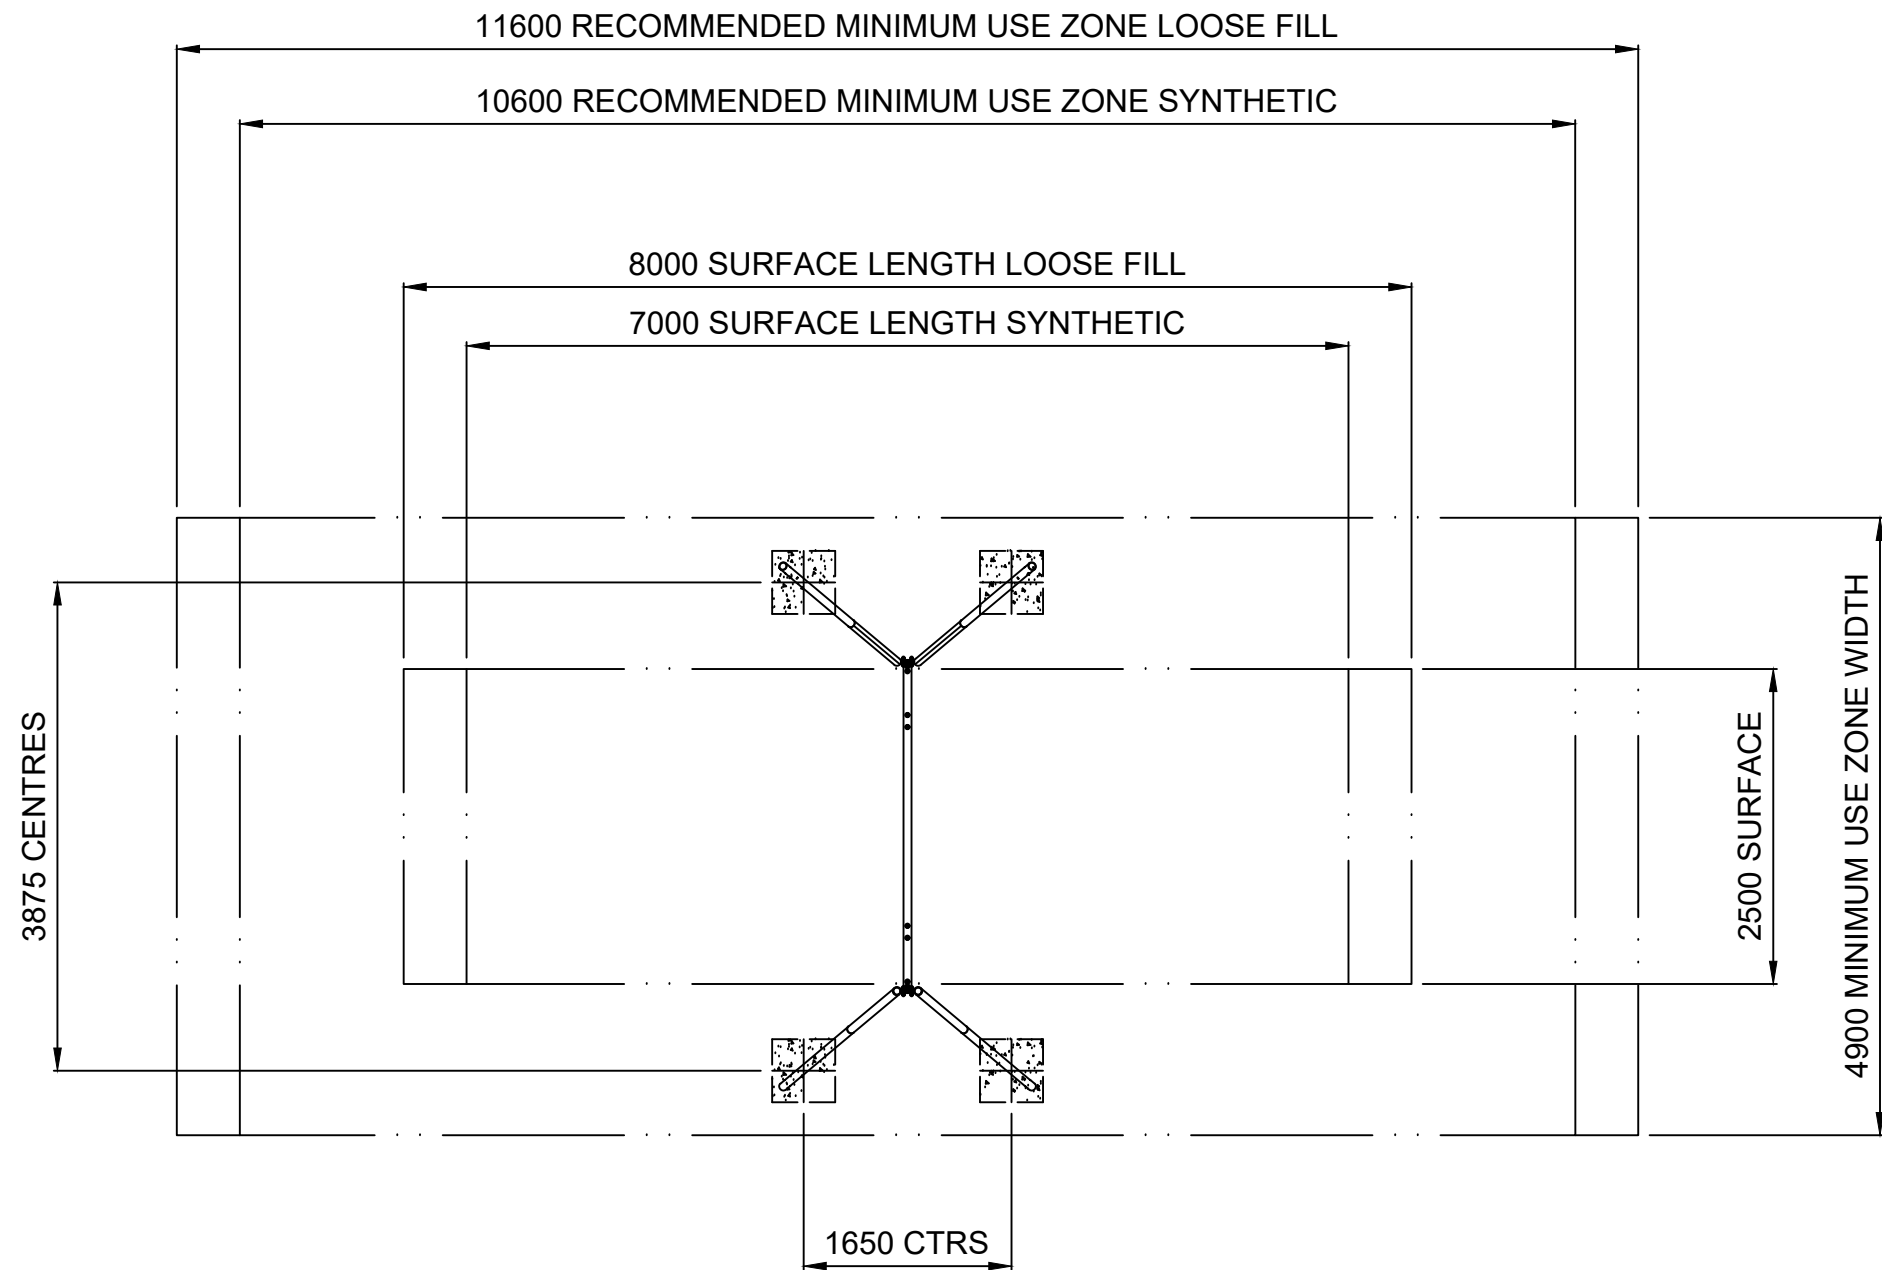 11600 RECOMMENDED MINIMUM USE ZONE LOOSE FILL
10600 RECOMMENDED MINIMUM USE ZONE SYNTHETIC
8000 SURFACE LENGTH LOOSE FILL
7000 SURFACE LENGTH SYNTHETIC
3875 CENTRES
2500 SURFACE
4900 MINIMUM USE ZONE WIDTH
1650 CTRS